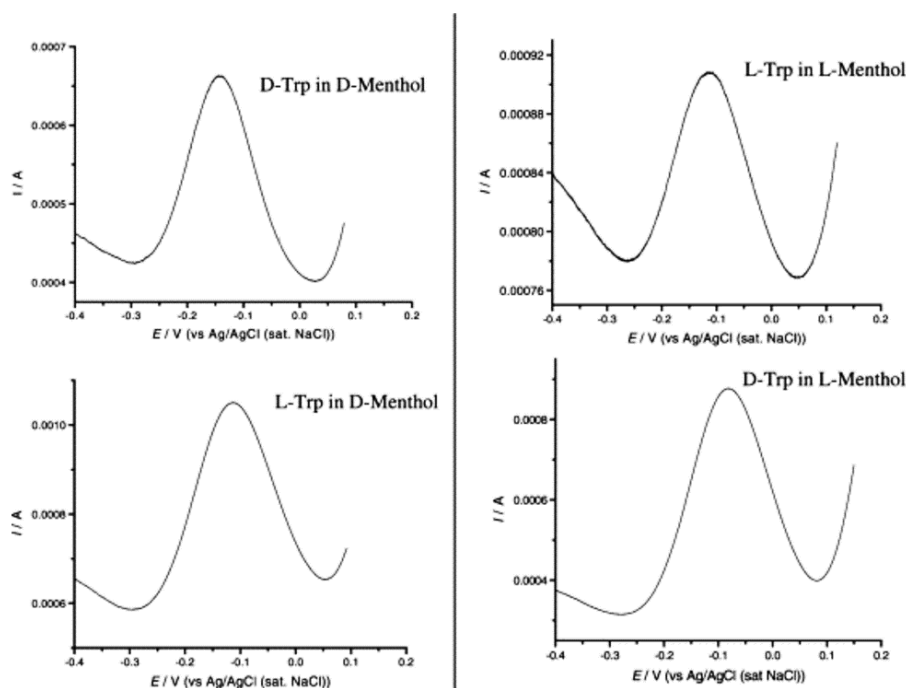 0.0007
0.0006
0.0005
0.0004
I / A
D-Trp in D-Menthol
-0.4 -0.3 -0.2 -0.1 0.0 0.1 0.2
E / V (vs Ag/AgCl (sat. NaCl))
0.00092
0.00088
0.00084
0.00080
0.00076
I / A
L-Trp in L-Menthol
-0.4 -0.3 -0.2 -0.1 0.0 0.1 0.2
E / V (vs Ag/AgCl (sat. NaCl))
0.0010
0.0008
0.0006
I / A
L-Trp in D-Menthol
-0.4 -0.3 -0.2 -0.1 0.0 0.1 0.2
E / V (vs Ag/AgCl (sat. NaCl))
0.0008
0.0006
0.0004
I / A
D-Trp in L-Menthol
-0.4 -0.3 -0.2 -0.1 0.0 0.1 0.2
E / V (vs Ag/AgCl (sat NaCl))